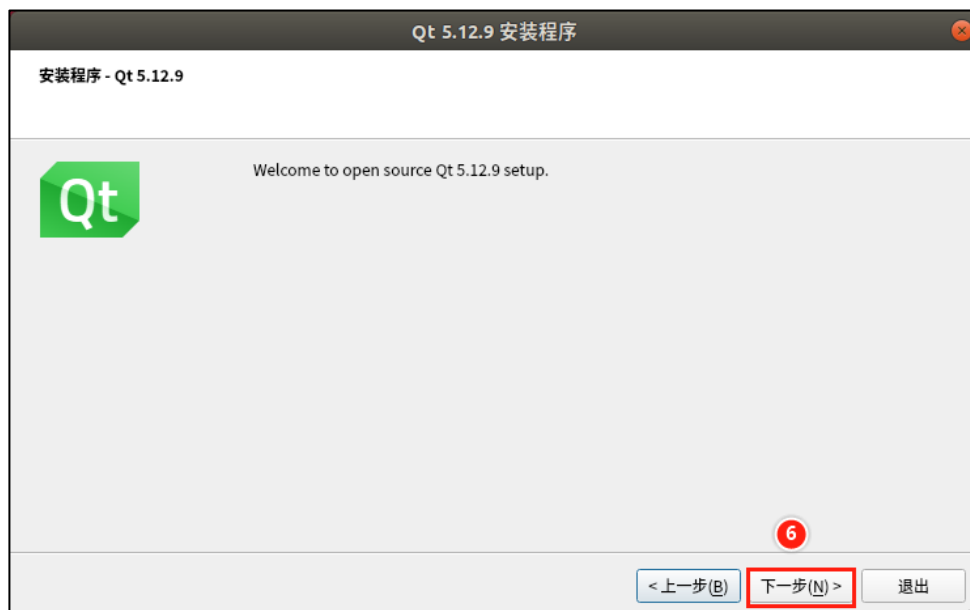 Qt 5.12.9 安装程序
安装程序 - Qt 5.12.9
Qt
Welcome to open source Qt 5.12.9 setup.
6
< 上一步(B) 下一步(N) > 退出